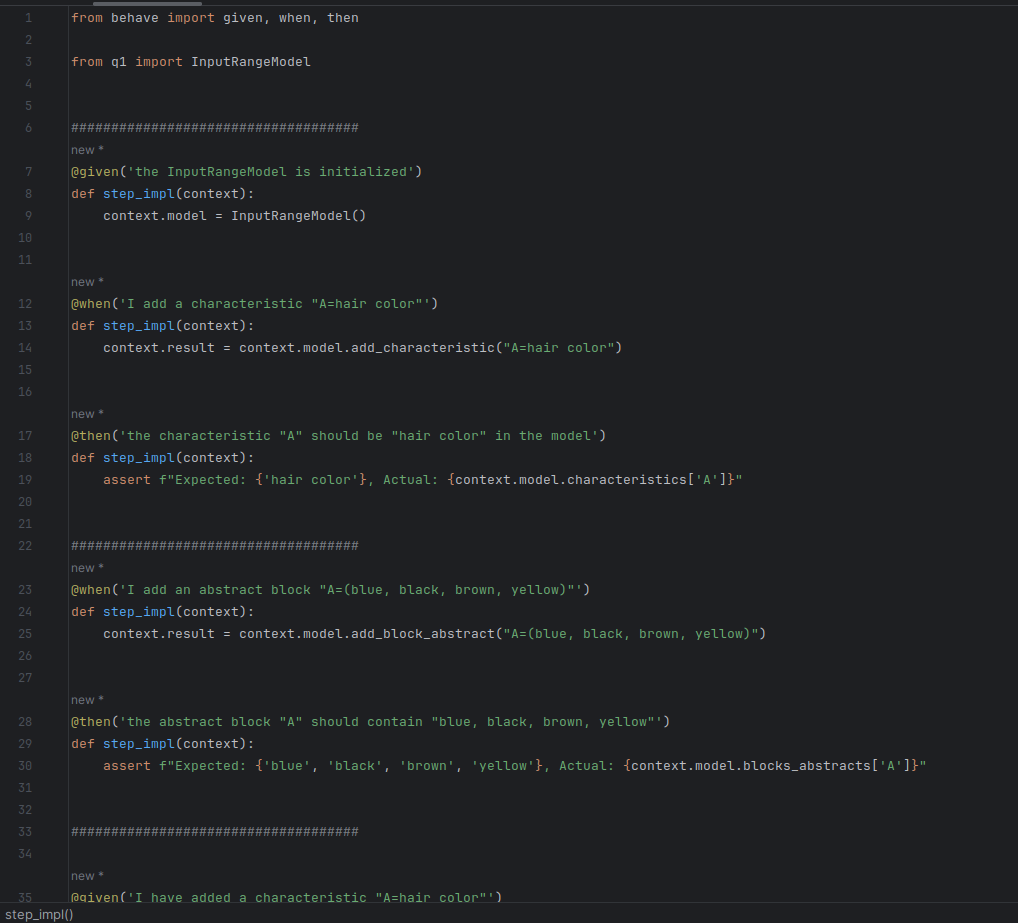 1 from behave import given, when, then
2
3 from q1 import InputRangeModel
4
5
6 ####################################
new *
7 @given('the InputRangeModel is initialized')
8 def step_impl(context):
9     context.model = InputRangeModel()
10
11
new *
12 @when('I add a characteristic "A=hair color"')
13 def step_impl(context):
14     context.result = context.model.add_characteristic("A=hair color")
15
16
new *
17 @then('the characteristic "A" should be "hair color" in the model')
18 def step_impl(context):
19     assert f"Expected: {'hair color'}, Actual: {context.model.characteristics['A']}"
20
21
22 ####################################
new *
23 @when('I add an abstract block "A=(blue, black, brown, yellow)"')
24 def step_impl(context):
25     context.result = context.model.add_block_abstract("A=(blue, black, brown, yellow)")
26
27
new *
28 @then('the abstract block "A" should contain "blue, black, brown, yellow"')
29 def step_impl(context):
30     assert f"Expected: {'blue', 'black', 'brown', 'yellow'}, Actual: {context.model.blocks_abstracts['A']}"
31
32
33 ####################################
34
new *
35 @given('I have added a characteristic "A=hair color"')
step_impl()